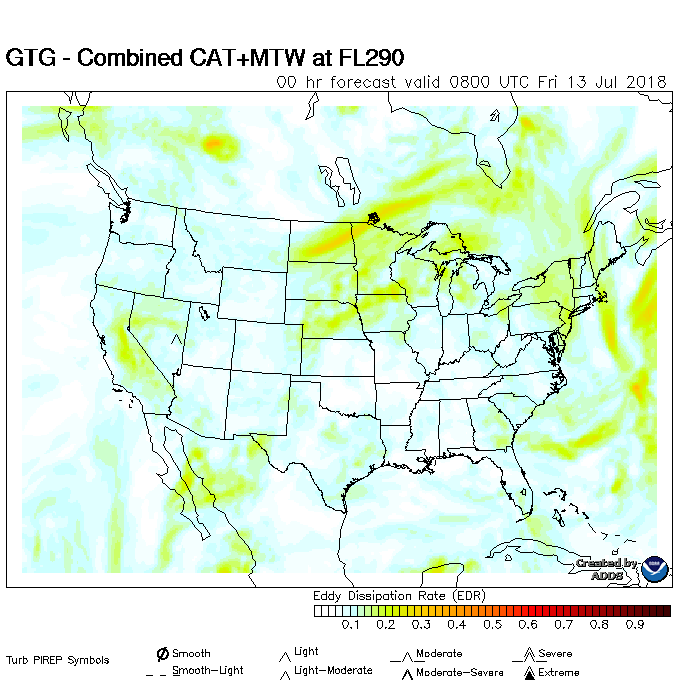 GTG - Combined CAT+MTW at FL290
00 hr forecast valid 0800 UTC Fri 13 Jul 2018
Created by
ADDS
Eddy Dissipation Rate (EDR)
0.1 0.2 0.3 0.4 0.5 0.6 0.7 0.8 0.9
Turb PIREP Symbols
Smooth Light Moderate Severe
Smooth-Light Light-Moderate Moderate-Severe Extreme